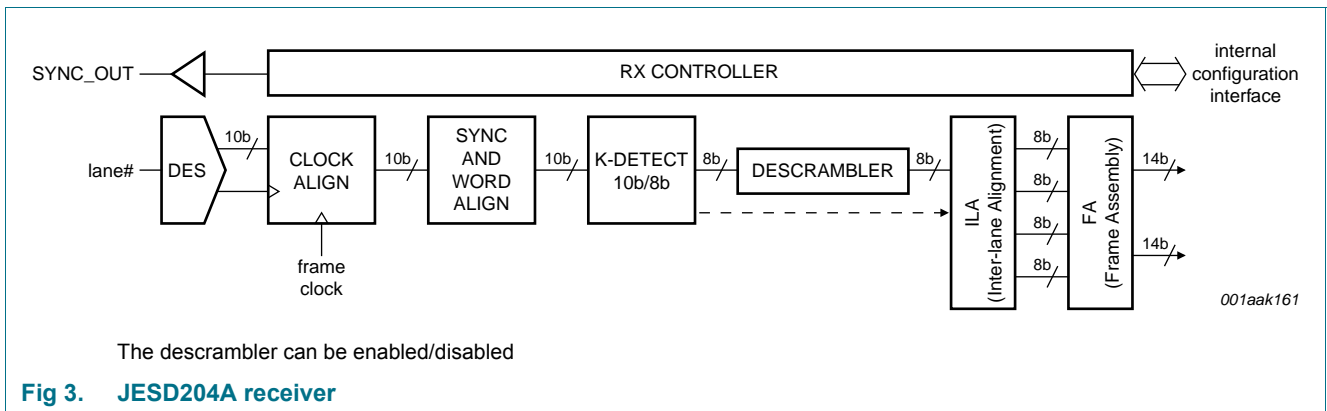 SYNC_OUT
RX CONTROLLER
internal
configuration
interface
lane#
DES
10b
CLOCK
ALIGN
frame
clock
10b
SYNC
AND
WORD
ALIGN
10b
K-DETECT
10b/8b
8b
DESCRAMBLER
8b
ILA
(Inter-lane Alignment)
8b
8b
8b
8b
FA
(Frame Assembly)
14b
14b
001aak161
The descrambler can be enabled/disabled
Fig 3. JESD204A receiver